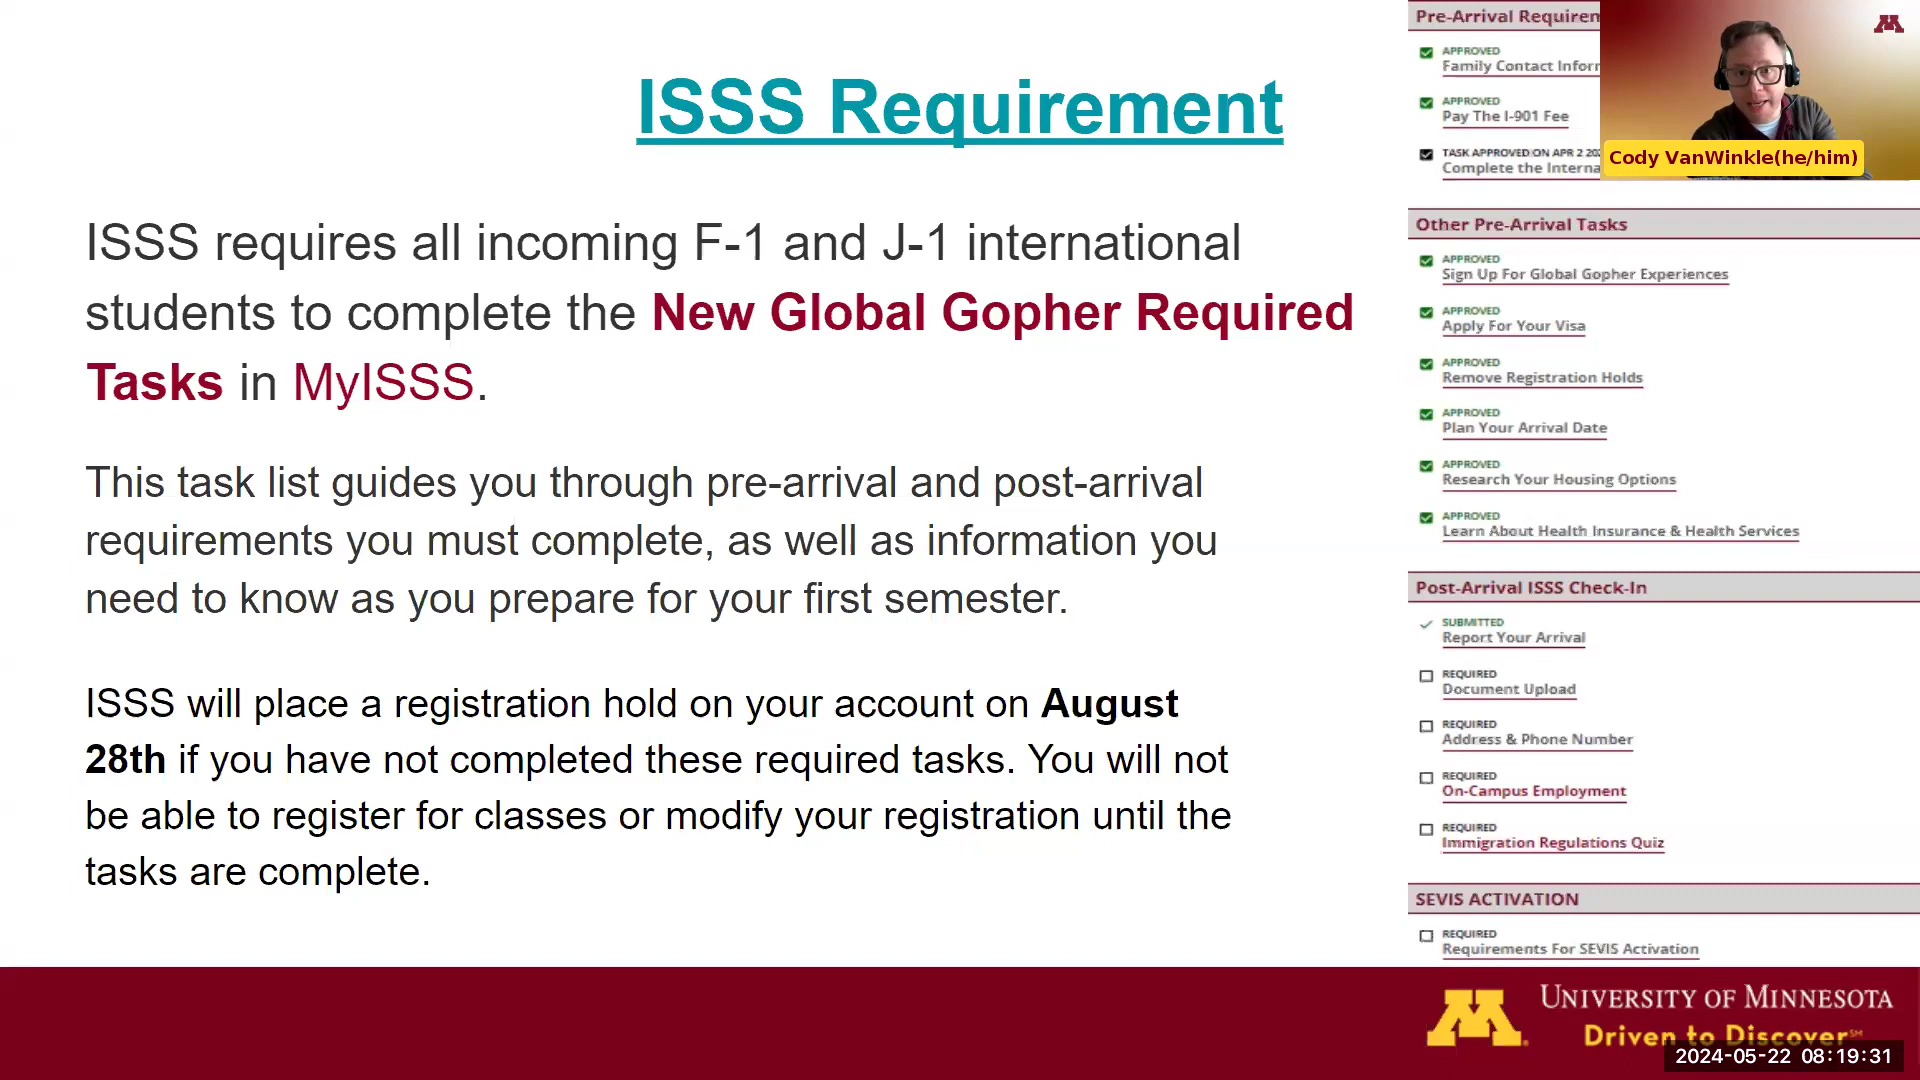 ISSS Requirement
ISSS requires all incoming F-1 and J-1 international
students to complete the New Global Gopher Required
Tasks in MyISSS.
This task list guides you through pre-arrival and post-arrival
requirements you must complete, as well as information you
need to know as you prepare for your first semester.
ISSS will place a registration hold on your account on August
28th if you have not completed these required tasks. You will not
be able to register for classes or modify your registration until the
tasks are complete.
Pre-Arrival
APPROVED
Family Contact
APPROVED
Pay The I-901 Fee
TASK APPROVED ON APR 2
Complete the
Cody VanWinkle(he/him)
Other Pre-Arrival Tasks
APPROVED
Sign Up For Global Gopher Experiences
APPROVED
Apply For Your Visa
APPROVED
Remove Registration Holds
APPROVED
Plan Your Arrival Date
APPROVED
Research Your Housing Options
APPROVED
Learn About Health Insurance & Health Services
Post-Arrival ISSS Check-In
SUBMITTED
Report Your Arrival
REQUIRED
Document Upload
REQUIRED
Address & Phone Number
REQUIRED
On-Campus Employment
REQUIRED
Immigration Regulations Quiz
SEVIS ACTIVATION
REQUIRED
Requirements For SEVIS Activation
M
UNIVERSITY OF MINNESOTA
Driven to Discover℠
2024-05-22 08:19:31